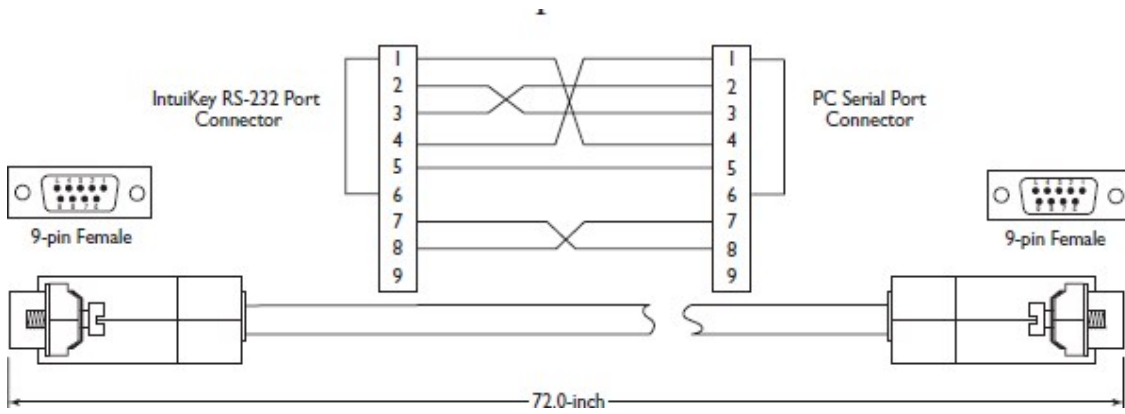 IntuiKey RS-232 Port
Connector
1
2
3
4
5
6
7
8
9
1
2
3
4
5
6
7
8
9
PC Serial Port
Connector
9-pin Female
9-pin Female
72.0-inch